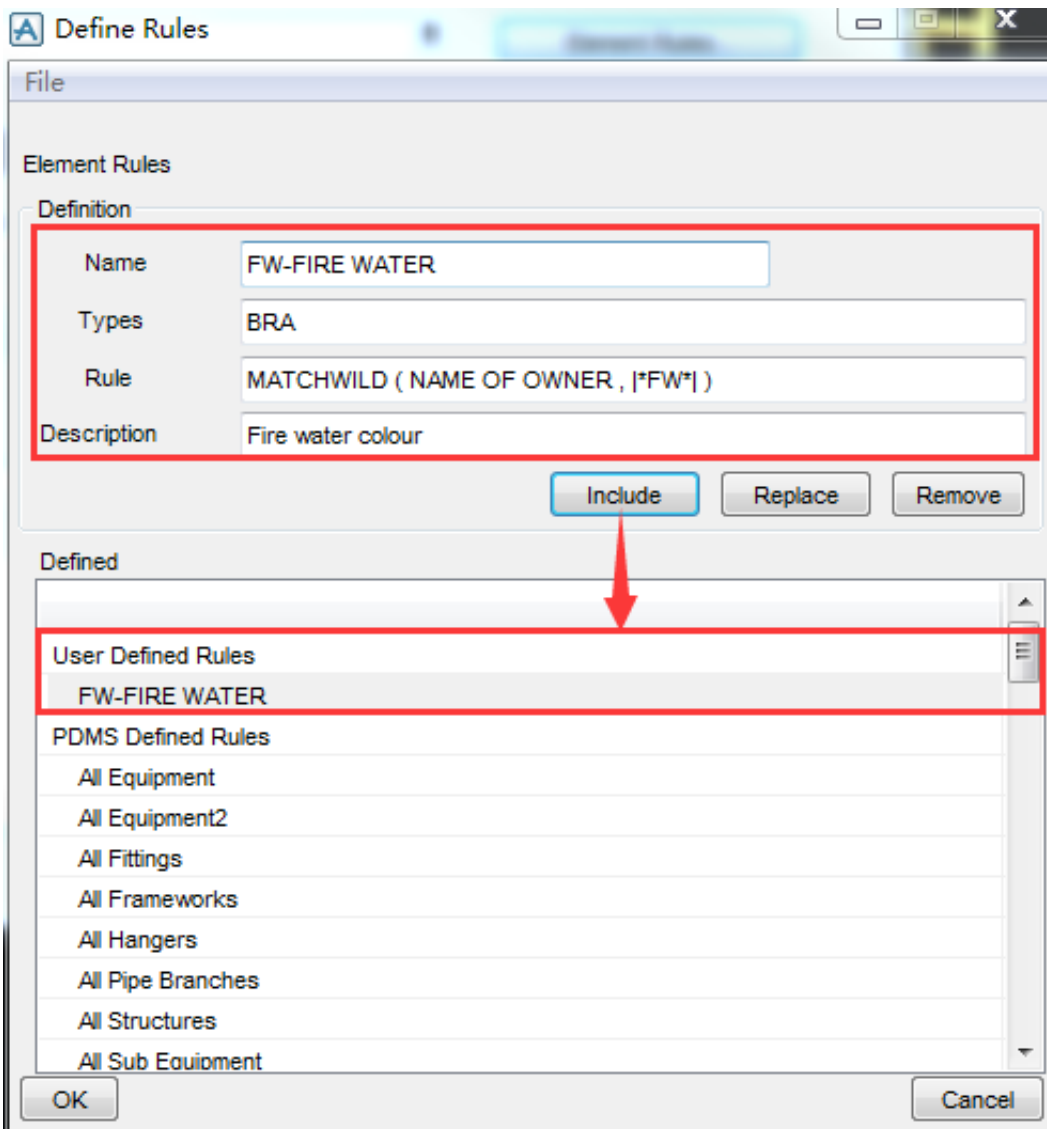 Define Rules
Element Rules...
File
Element Rules
Definition
Name FW-FIRE WATER
Types BRA
Rule MATCHWILD ( NAME OF OWNER , |*FW*| )
Description Fire water colour
Include Replace Remove
Defined
User Defined Rules
FW-FIRE WATER
PDMS Defined Rules
All Equipment
All Equipment2
All Fittings
All Frameworks
All Hangers
All Pipe Branches
All Structures
All Sub Equipment
OK Cancel